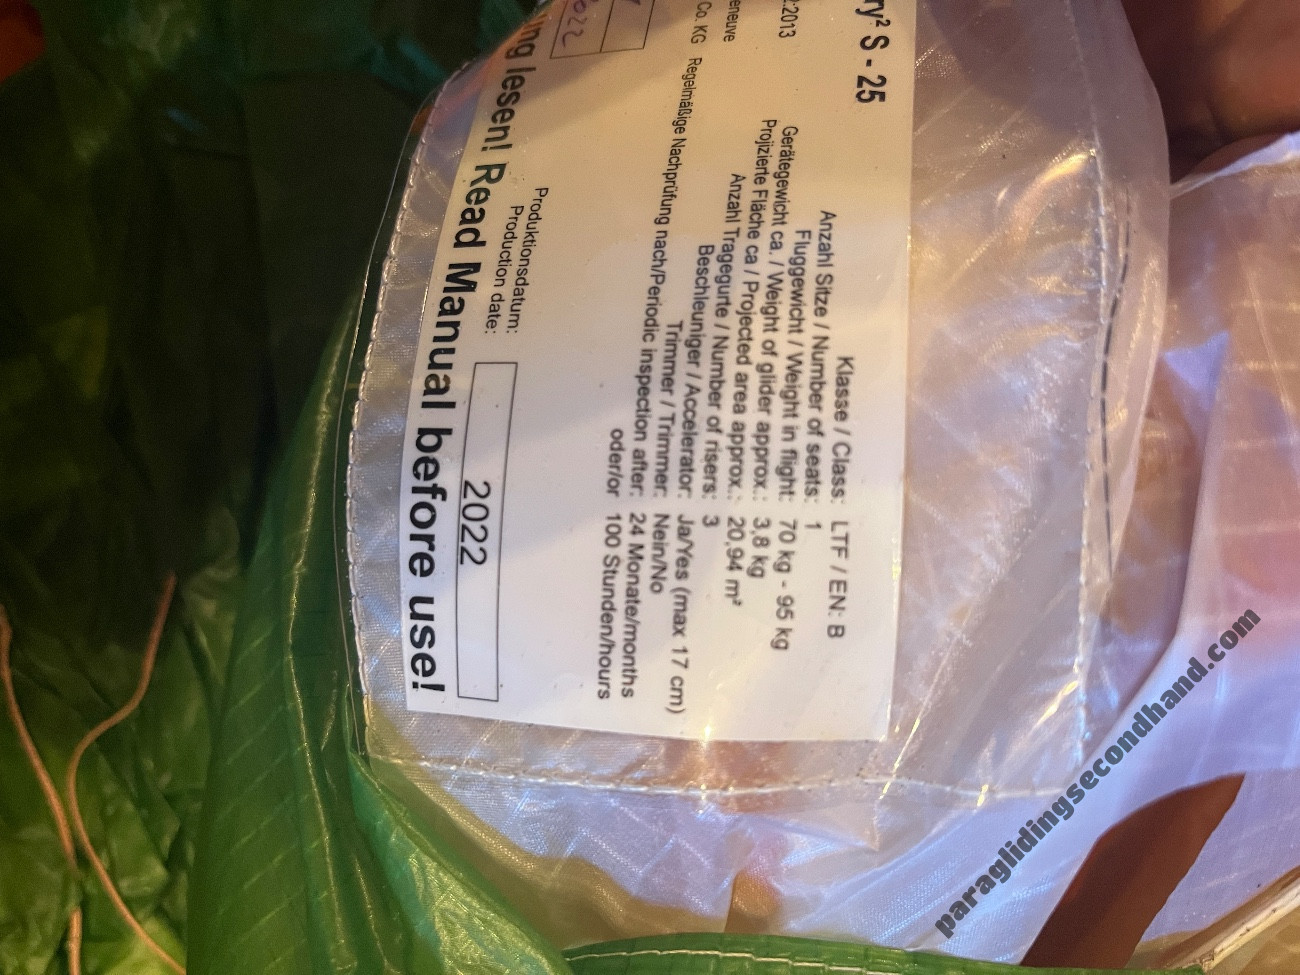 ry² S - 25
Klasse / Class: LTF / EN: B
Anzahl Sitze / Number of seats: 1
Fluggewicht / Weight in flight: 70 kg - 95 kg
Gerätegewicht ca. / Weight of glider approx.: 3,8 kg
Projizierte Fläche ca / Projected area approx.: 20,94 m²
Anzahl Tragegurte / Number of risers: 3
Beschleuniger / Accelerator: Ja/Yes (max 17 cm)
Trimmer / Trimmer: Nein/No
Regelmäßige Nachprüfung nach/Periodic inspection after: 24 Monate/months
oder/or 100 Stunden/hours
:2013
eneuve
Co. KG
Produktionsdatum:
Production date: 2022
ng lesen! Read Manual before use!
paraglidingsecondhand.com